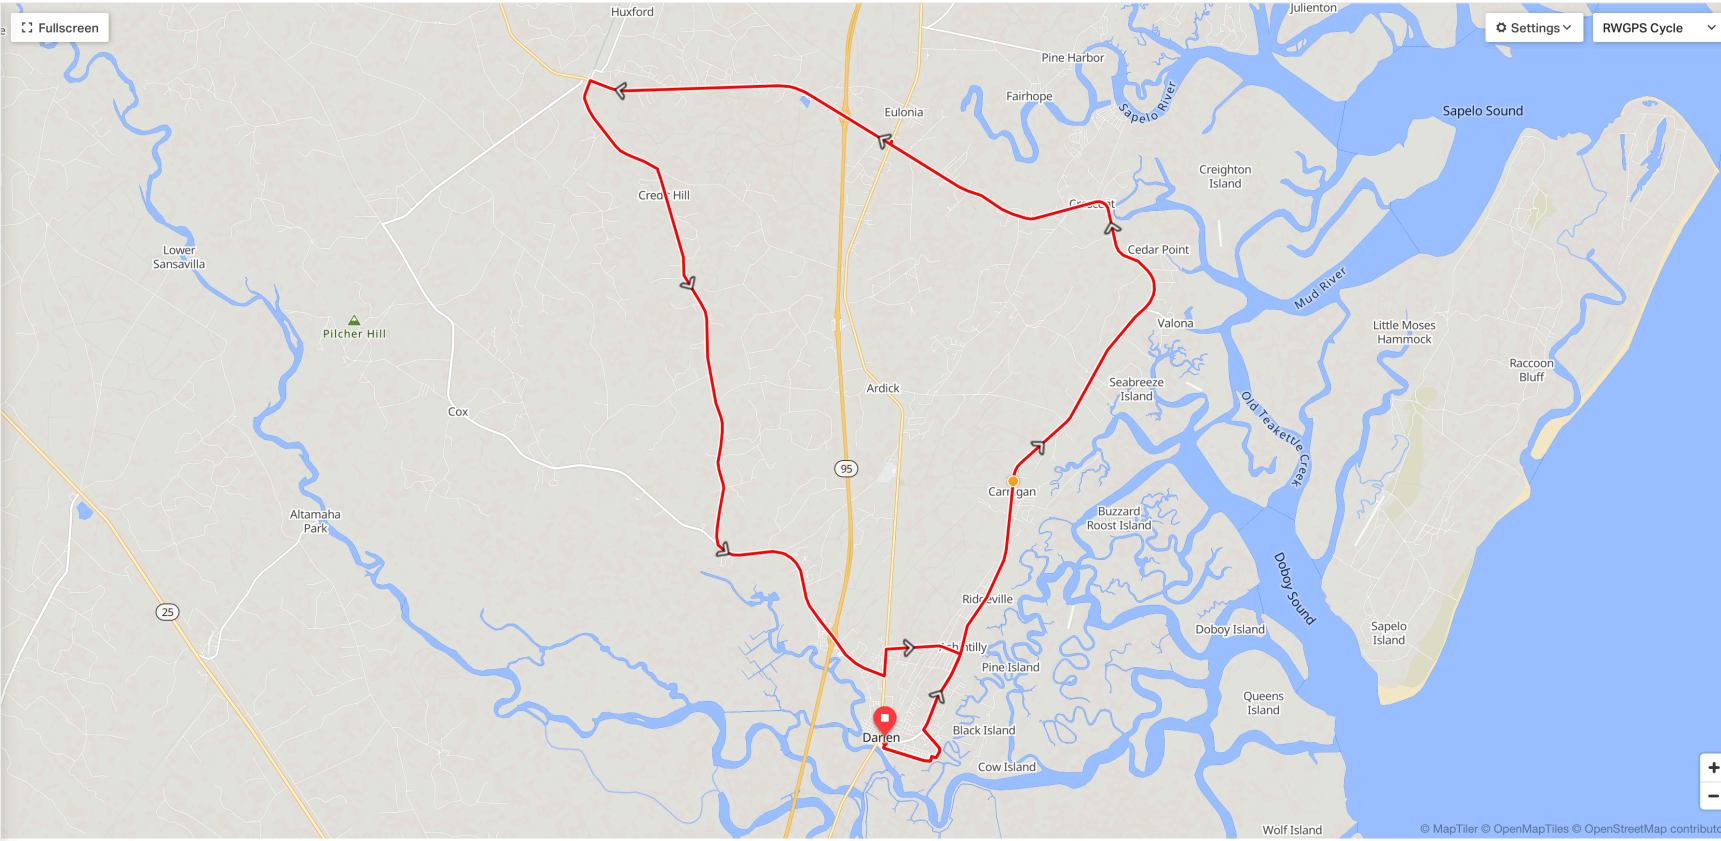 Huxford
Julienton
Fullscreen
Settings
RWGPS Cycle
Pine Harbor
Fairhope
Sapelo River
Sapelo Sound
Eulonia
Creighton
Island
Cedar Point
Lower
Sansavilla
Mud River
Pilcher Hill
Valona
Little Moses
Hammock
Raccoon
Bluff
Ardick
Seabreeze
Island
Old Teakettle Creek
Cox
95
Buzzard
Roost Island
Altamaha
Park
Doboy Sound
25
Doboy Island
Sapelo
Island
Pine Island
Queens
Island
Black Island
Darien
Cow Island
+
−
Wolf Island
© MapTiler © OpenMapTiles © OpenStreetMap contributo